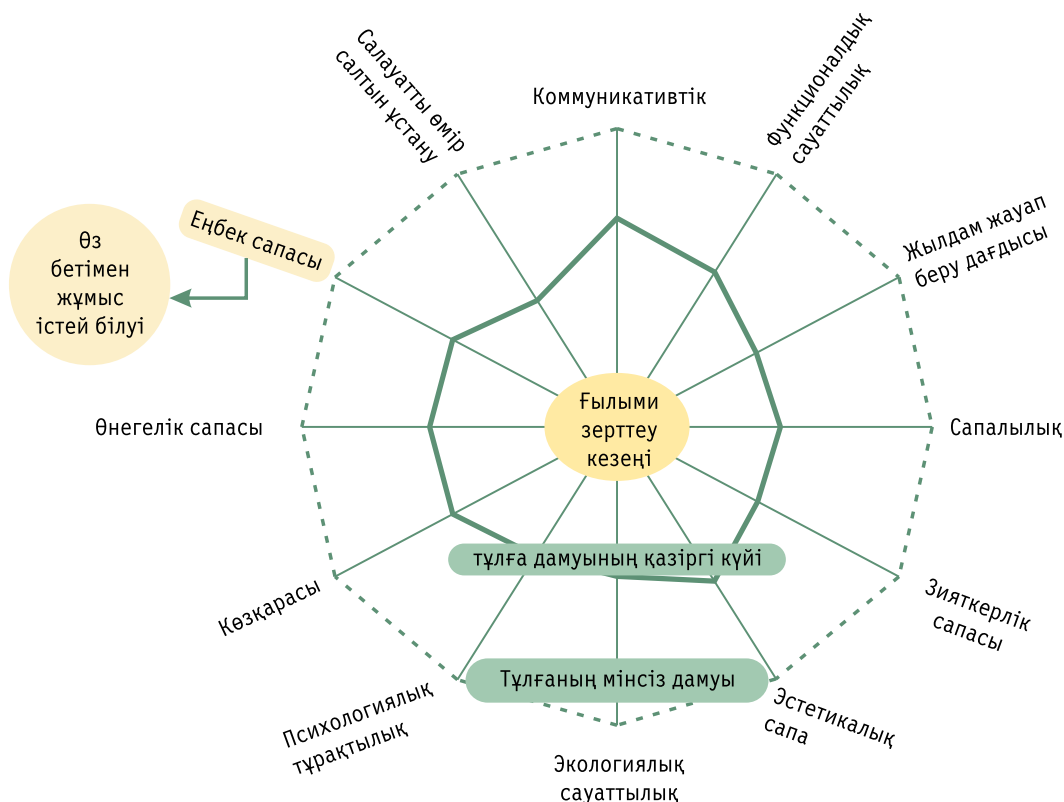 Коммуникативтік
Функционалдық
сауаттылық
Жылдам жауап
беру дағдысы
Сапалылық
Зияткерлік
сапасы
Эстетикалық
сапа
Экологиялық
сауаттылық
Психологиялық
тұрақтылық
Көзқарасы
Өнегелік сапасы
Еңбек сапасы
Өз
бетімен
жұмыс
істей білуі
Салауатты өмір
салтын ұстану
Ғылыми
зерттеу
кезеңі
тұлға дамуының қазіргі күйі
Тұлғаның мінсіз дамуы